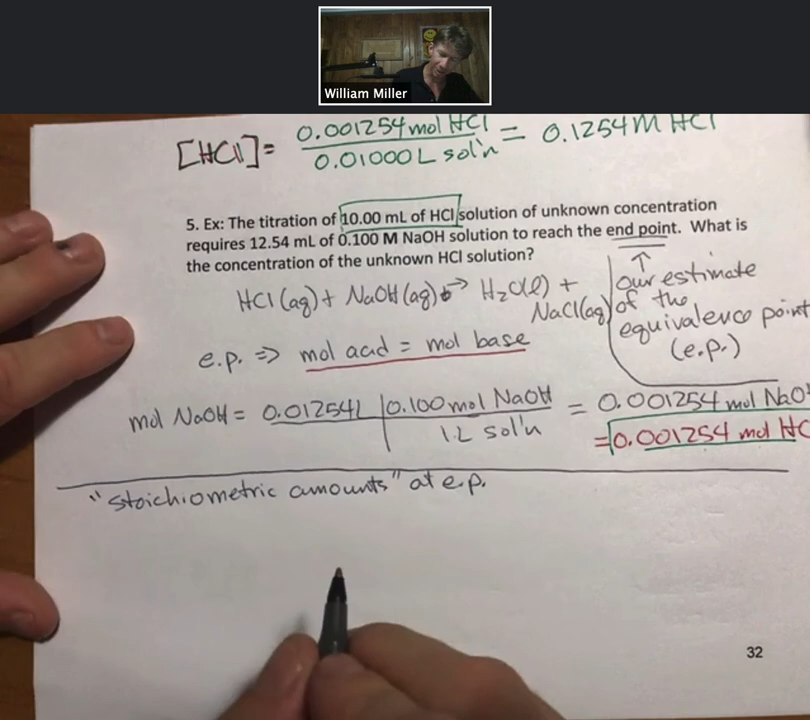 William Miller
[HCl]= 0.001254 mol HCl = 0.1254 M HCl
0.01000 L sol'n
5. Ex: The titration of 10.00 mL of HCl solution of unknown concentration
requires 12.54 mL of 0.100 M NaOH solution to reach the end point. What is
the concentration of the unknown HCl solution?
HCl (aq) + NaOH (aq) → H2O(l) +
NaCl(aq)
↑
our estimate
of the
equivalence point
(e.p.)
e.p. => mol acid = mol base
mol NaOH = 0.01254L | 0.100 mol NaOH = 0.001254 mol NaO
1 L sol'n
=0.001254 mol HC
"stoichiometric amounts" at e.p.
32